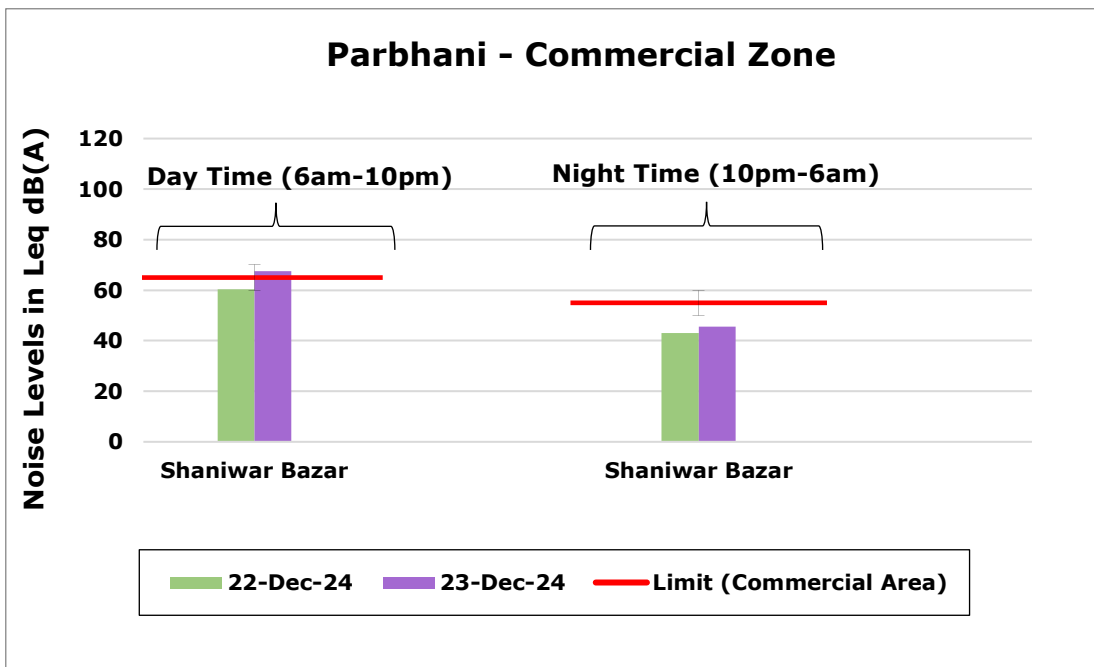 Parbhani - Commercial Zone
Noise Levels in Leq dB(A)
120
100
80
60
40
20
0
Day Time (6am-10pm)
Night Time (10pm-6am)
Shaniwar Bazar
Shaniwar Bazar
22-Dec-24
23-Dec-24
Limit (Commercial Area)